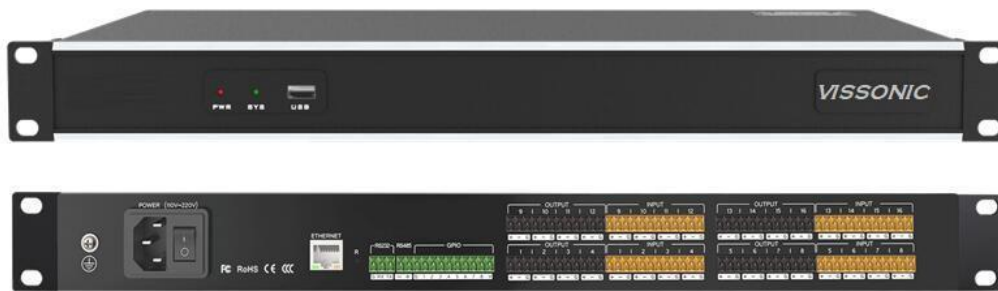 PWR SYS USB
VISSONIC
POWER (110V~220V)
ETHERNET
R
RS232 RS485 GPIO
FC RoHS CE CCC
OUTPUT INPUT OUTPUT INPUT
9 10 11 12 9 10 11 12 13 14 15 16 13 14 15 16
OUTPUT INPUT OUTPUT INPUT
1 2 3 4 1 2 3 4 5 6 7 8 5 6 7 8